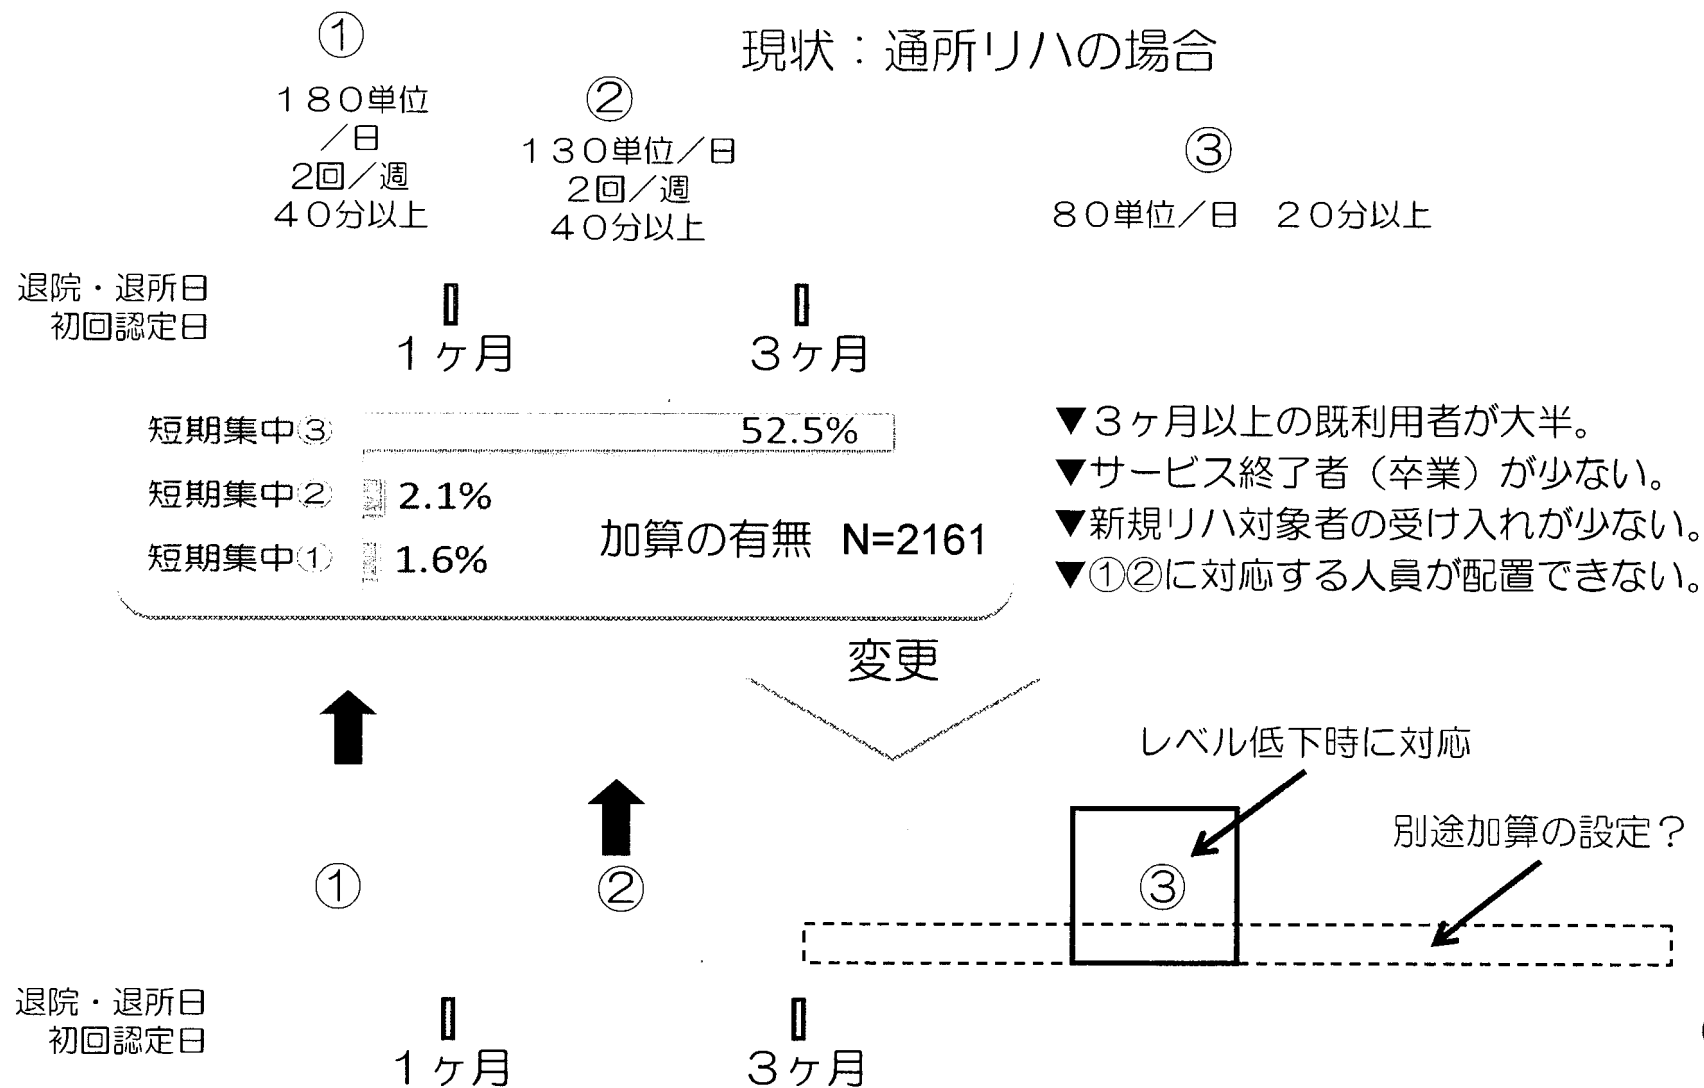 現状：通所リハの場合
①
１８０単位
／日
２回／週
４０分以上
②
１３０単位／日
２回／週
４０分以上
③
８０単位／日　２０分以上
退院・退所日
初回認定日
１ヶ月
３ヶ月
短期集中③
52.5%
短期集中②
2.1%
短期集中①
1.6%
加算の有無 N=2161
▼３ヶ月以上の既利用者が大半。
▼サービス終了者（卒業）が少ない。
▼新規リハ対象者の受け入れが少ない。
▼①②に対応する人員が配置できない。
変更
レベル低下時に対応
別途加算の設定？
①
②
③
退院・退所日
初回認定日
１ヶ月
３ヶ月